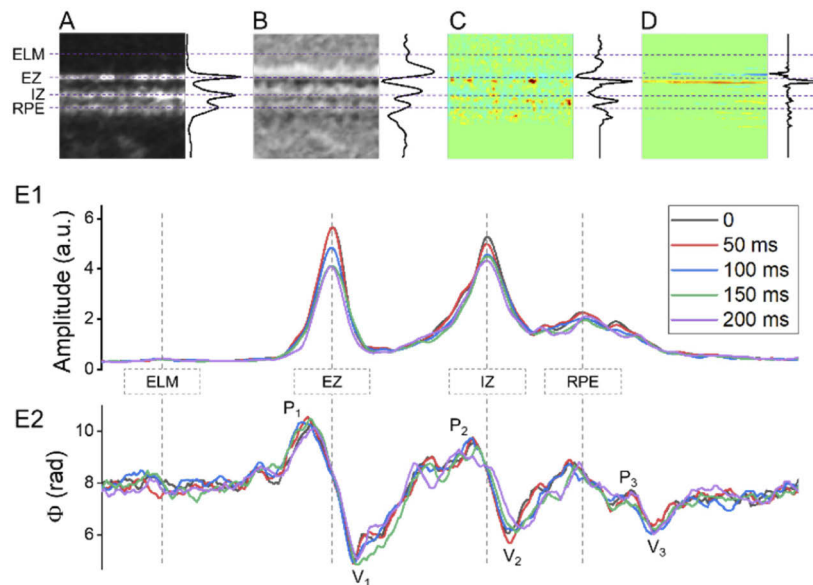 A B C D
ELM
EZ
IZ
RPE
E1
Amplitude (a.u.)
6
4
2
0
0
50 ms
100 ms
150 ms
200 ms
ELM EZ IZ RPE
E2
Φ (rad)
10
8
6
P1 P2 P3
V1 V2 V3